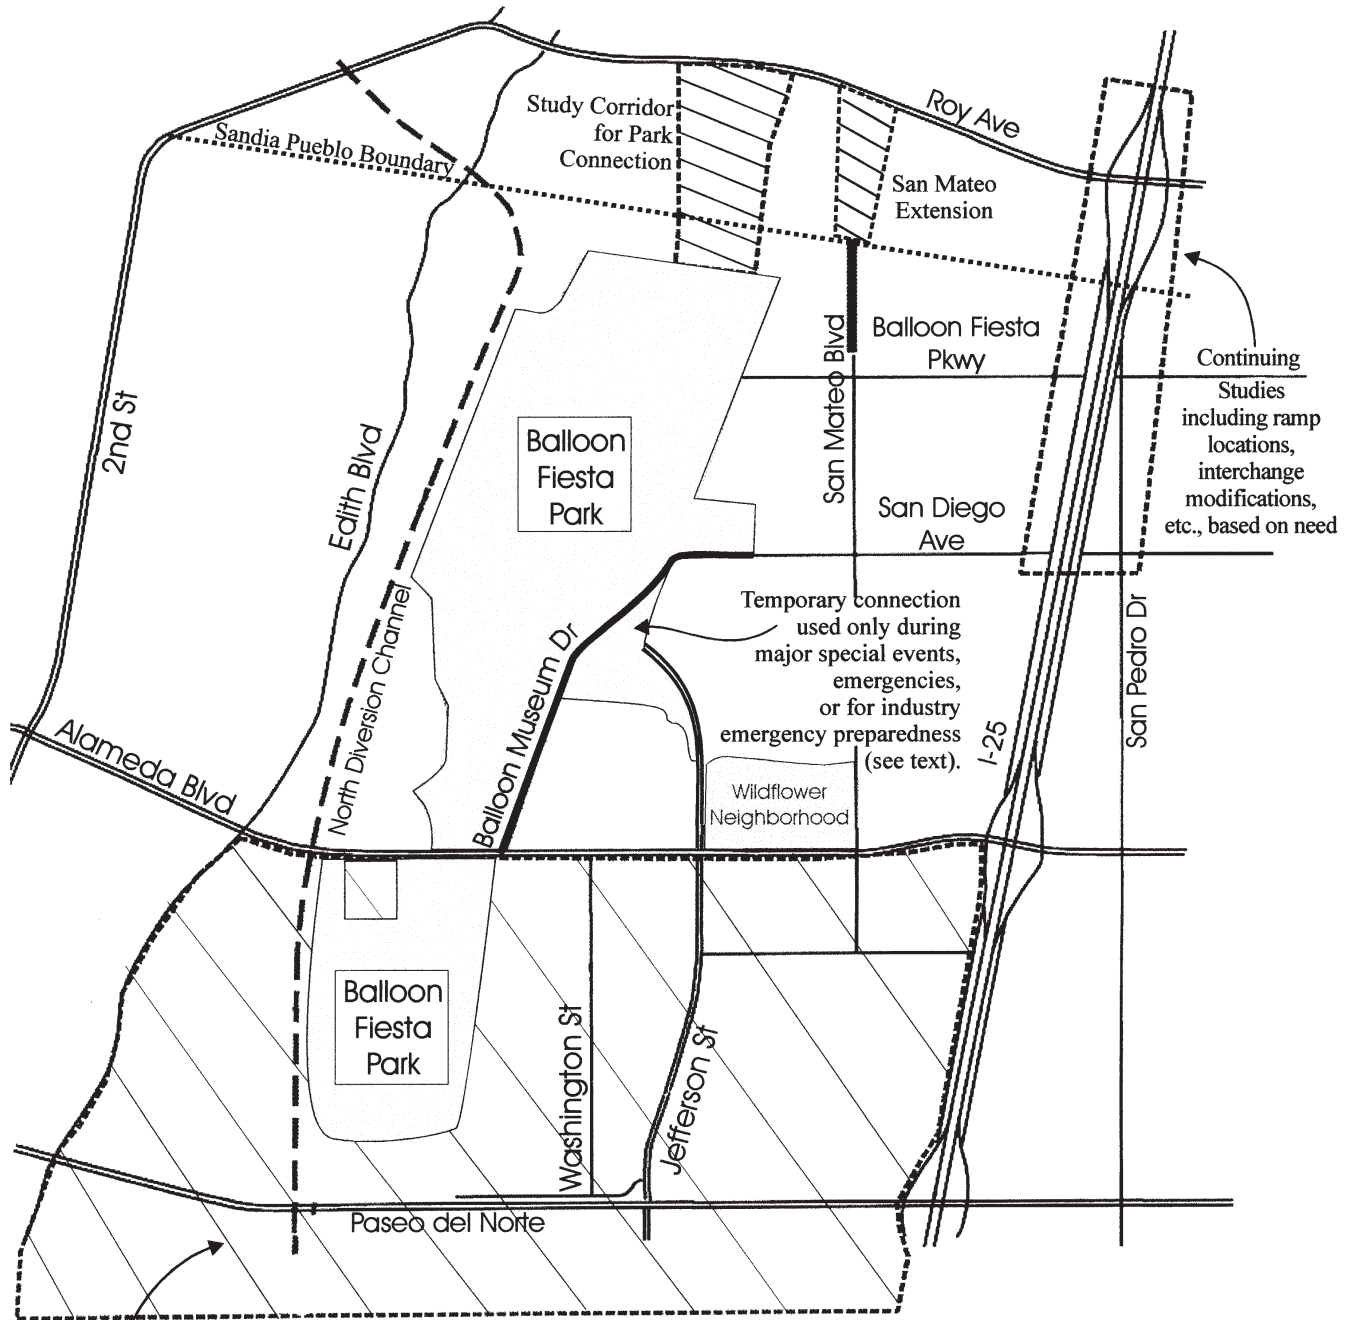 Roy Ave
Study Corridor
for Park
Connection
Sandia Pueblo Boundary
San Mateo
Extension
Balloon Fiesta
Pkwy
San Mateo Blvd
Continuing
Studies
including ramp
locations,
interchange
modifications,
etc., based on need
2nd St
Edith Blvd
Balloon
Fiesta
Park
San Diego
Ave
Temporary connection
used only during
major special events,
emergencies,
or for industry
emergency preparedness
(see text).
North Diversion Channel
Balloon Museum Dr
San Pedro Dr
I-25
Alameda Blvd
Wildflower
Neighborhood
Balloon
Fiesta
Park
Washington St
Jefferson St
Paseo del Norte